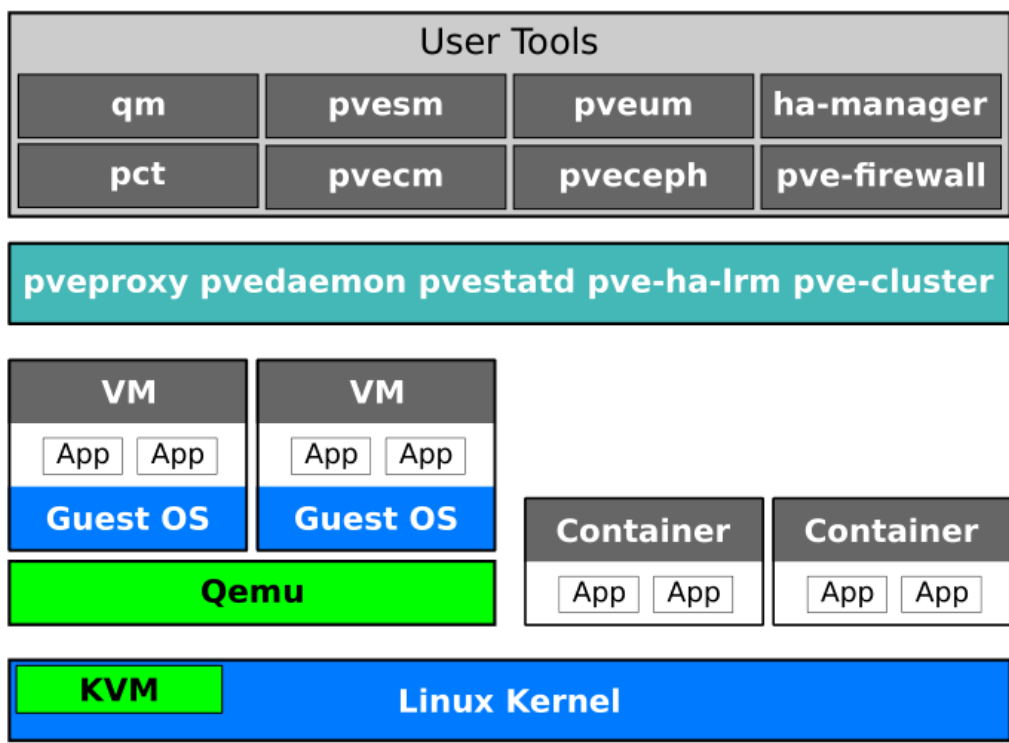 User Tools
qm pvesm pveum ha-manager
pct pvecm pveceph pve-firewall
pveproxy pvedaemon pvestatd pve-ha-lrm pve-cluster
VM VM
App App App App
Guest OS Guest OS
Container Container
Qemu
App App App App
KVM
Linux Kernel